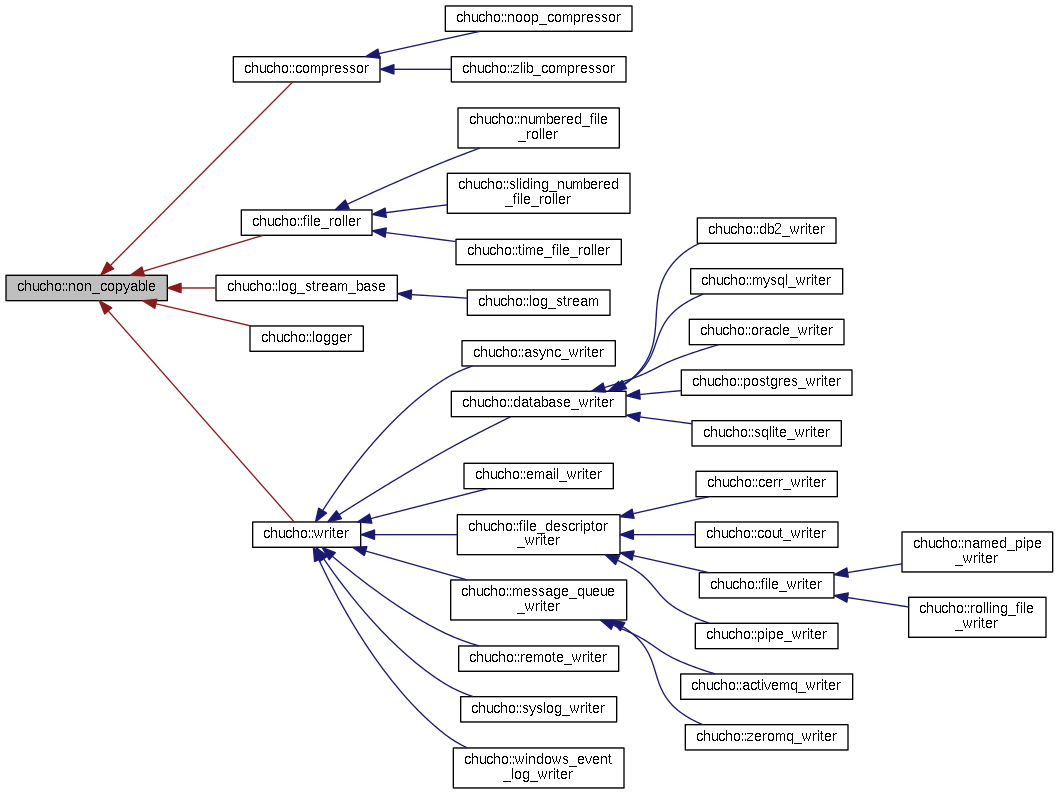 chucho::noop_compressor
chucho::compressor
chucho::zlib_compressor
chucho::numbered_file
_roller
chucho::sliding_numbered
_file_roller
chucho::file_roller
chucho::time_file_roller
chucho::non_copyable
chucho::log_stream_base
chucho::log_stream
chucho::logger
chucho::async_writer
chucho::db2_writer
chucho::mysql_writer
chucho::oracle_writer
chucho::database_writer
chucho::postgres_writer
chucho::sqlite_writer
chucho::email_writer
chucho::writer
chucho::file_descriptor
_writer
chucho::cerr_writer
chucho::cout_writer
chucho::file_writer
chucho::named_pipe
_writer
chucho::rolling_file
_writer
chucho::pipe_writer
chucho::message_queue
_writer
chucho::activemq_writer
chucho::zeromq_writer
chucho::remote_writer
chucho::syslog_writer
chucho::windows_event
_log_writer